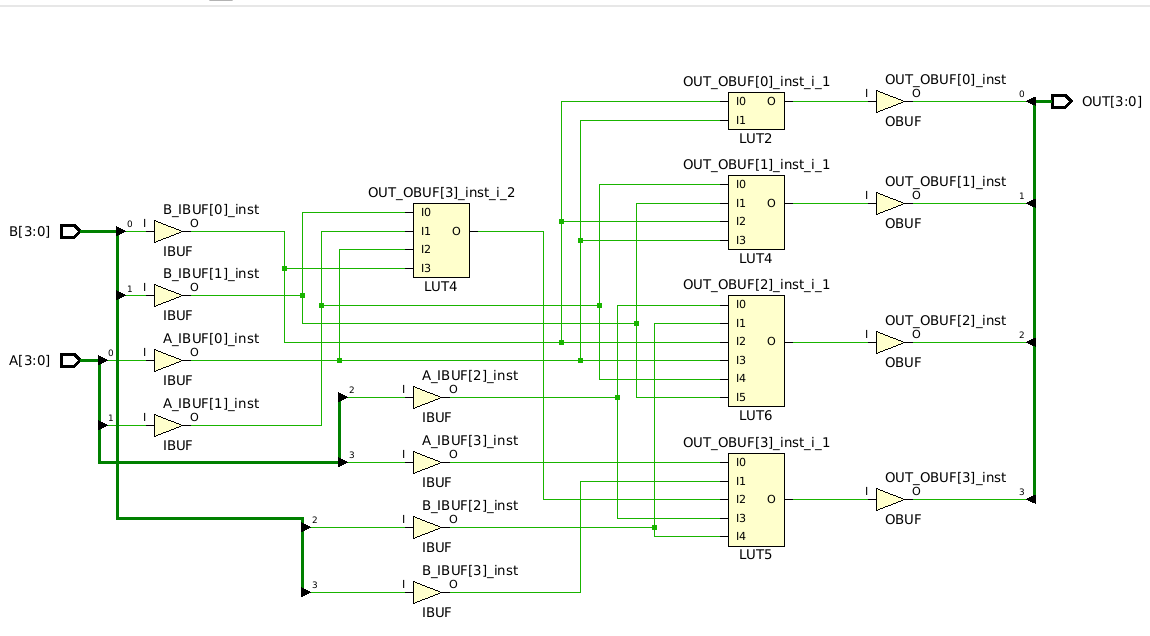 OUT_OBUF[0]_inst_i_1
I0 O
I1
LUT2
OUT_OBUF[0]_inst
I O
OBUF
0
OUT[3:0]
OUT_OBUF[1]_inst_i_1
I0
I1 O
I2
I3
LUT4
OUT_OBUF[1]_inst
I O
OBUF
1
OUT_OBUF[3]_inst_i_2
I0
I1 O
I2
I3
LUT4
B[3:0]
0
B_IBUF[0]_inst
I O
IBUF
1
B_IBUF[1]_inst
I O
IBUF
A[3:0]
0
A_IBUF[0]_inst
I O
IBUF
1
A_IBUF[1]_inst
I O
IBUF
OUT_OBUF[2]_inst_i_1
I0
I1
I2 O
I3
I4
I5
LUT6
OUT_OBUF[2]_inst
I O
OBUF
2
2
A_IBUF[2]_inst
I O
IBUF
3
A_IBUF[3]_inst
I O
IBUF
2
B_IBUF[2]_inst
I O
IBUF
3
B_IBUF[3]_inst
I O
IBUF
OUT_OBUF[3]_inst_i_1
I0
I1
I2 O
I3
I4
LUT5
OUT_OBUF[3]_inst
I O
OBUF
3